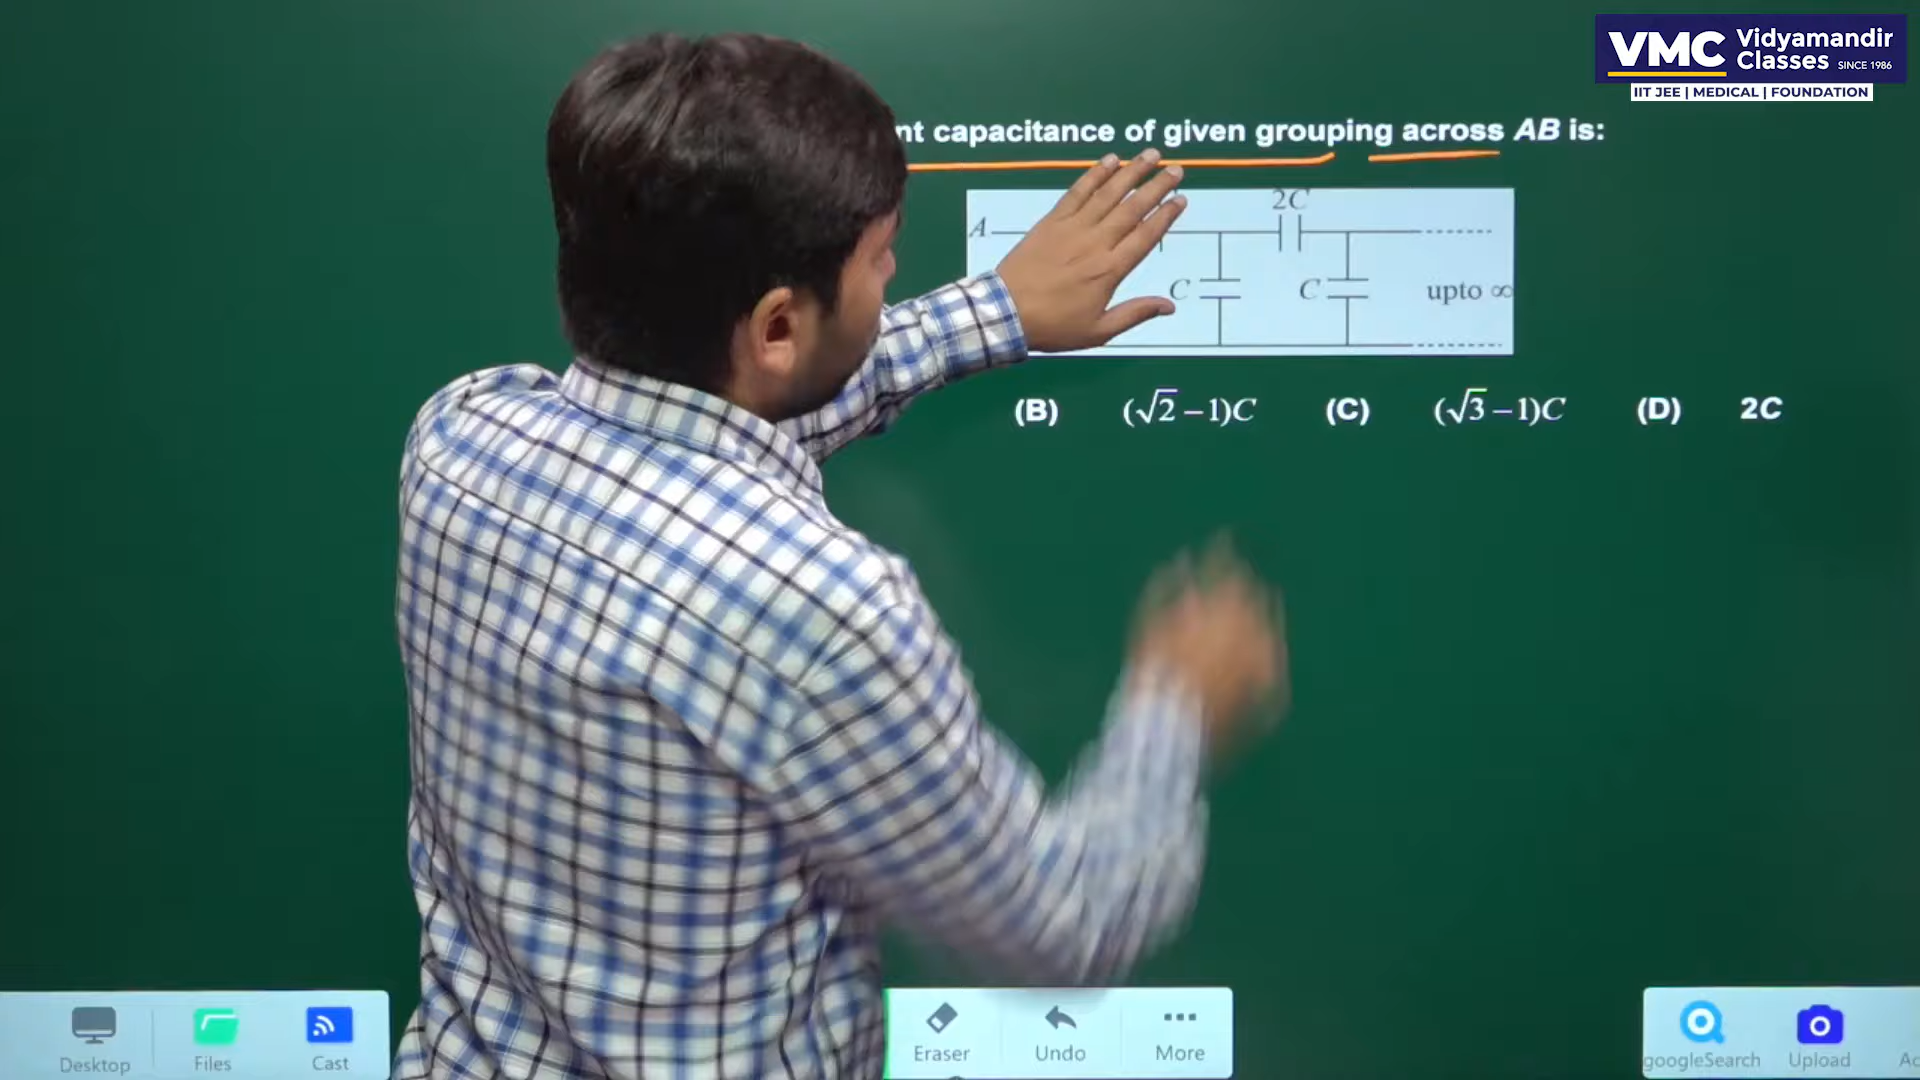 VMC Vidyamandir
Classes SINCE 1986
IIT JEE | MEDICAL | FOUNDATION
capacitance of given grouping across AB is:
2C
A
C C upto ∞
(B) (√2 – 1)C (C) (√3 – 1)C (D) 2C
Desktop Files Cast Eraser Undo More googleSearch Upload